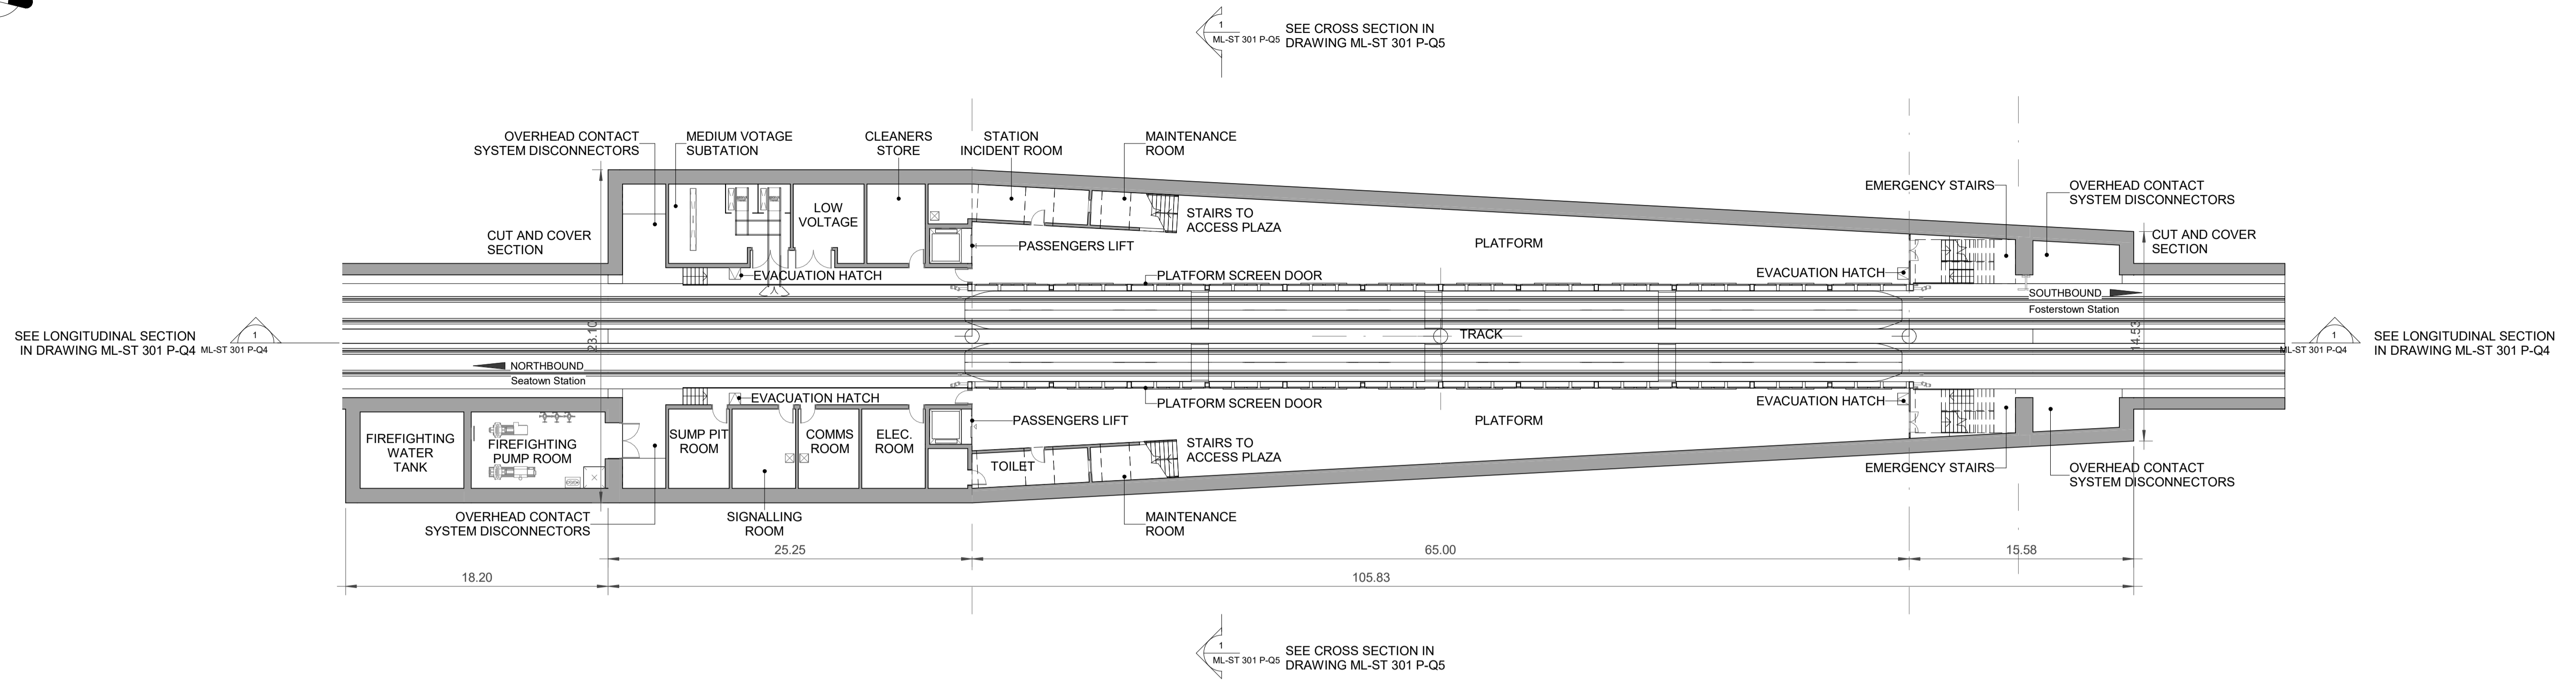 1
ML-ST 301 P-Q5
SEE CROSS SECTION IN
DRAWING ML-ST 301 P-Q5
OVERHEAD CONTACT
SYSTEM DISCONNECTORS
MEDIUM VOTAGE
SUBTATION
CLEANERS
STORE
STATION
INCIDENT ROOM
MAINTENANCE
ROOM
EMERGENCY STAIRS
OVERHEAD CONTACT
SYSTEM DISCONNECTORS
LOW
VOLTAGE
STAIRS TO
ACCESS PLAZA
CUT AND COVER
SECTION
CUT AND COVER
SECTION
PASSENGERS LIFT
PLATFORM
EVACUATION HATCH
PLATFORM SCREEN DOOR
EVACUATION HATCH
SOUTHBOUND
Fosterstown Station
SEE LONGITUDINAL SECTION
IN DRAWING ML-ST 301 P-Q4
1
ML-ST 301 P-Q4
23.10
TRACK
14.53
1
ML-ST 301 P-Q4
SEE LONGITUDINAL SECTION
IN DRAWING ML-ST 301 P-Q4
NORTHBOUND
Seatown Station
EVACUATION HATCH
PLATFORM SCREEN DOOR
EVACUATION HATCH
PASSENGERS LIFT
PLATFORM
FIREFIGHTING
WATER
TANK
FIREFIGHTING
PUMP ROOM
SUMP PIT
ROOM
COMMS
ROOM
ELEC.
ROOM
STAIRS TO
ACCESS PLAZA
TOILET
EMERGENCY STAIRS
OVERHEAD CONTACT
SYSTEM DISCONNECTORS
OVERHEAD CONTACT
SYSTEM DISCONNECTORS
SIGNALLING
ROOM
MAINTENANCE
ROOM
25.25
65.00
15.58
18.20
105.83
1
ML-ST 301 P-Q5
SEE CROSS SECTION IN
DRAWING ML-ST 301 P-Q5